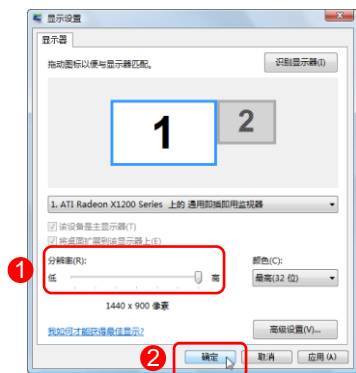 显示设置
显示器
拖动图标以便与显示器匹配。
识别显示器(I)
1
2
1. ATI Radeon X1200 Series 上的 通用即插即用监视器
该设备是主显示器(T)
将桌面扩展到该显示器上(E)
1
分辨率(R):
颜色(C):
低
高
最高(32 位)
1440 x 900 像素
我如何才能获得最佳显示?
高级设置(V)...
2
确定
取消
应用(A)